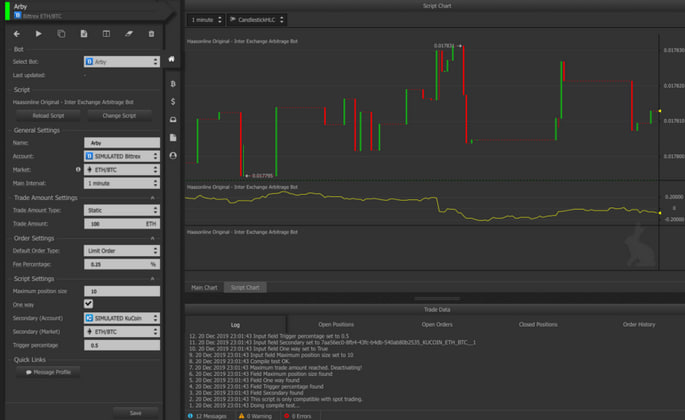 Arby
Bittrex ETH/BTC
Bot
Select Bot:
Arby
Last updated:
-
Script
Haasonline Original - Inter Exchange Arbitrage Bot
Reload Script
Change Script
General Settings
Name:
Arby
Account:
SIMULATED Bittrex
Market:
ETH/BTC
Main Interval:
1 minute
Trade Amount Settings
Trade Amount Type:
Static
Trade Amount:
100
ETH
Order Settings
Default Order Type:
Limit Order
Fee Percentage:
0.25
%
Script Settings
Maximum position size
10
One way
Secondary (Account)
SIMULATED KuCoin
Secondary (Market)
ETH/BTC
Trigger percentage
0.5
Quick Links
Message Profile
Save
Script Chart
1 minute
CandlestickHLC
Haasonline Original - Inter Exchange Arbitrage Bot
0.017831
0.017830
0.017820
0.017810
0.017800
0.017795
Haasonline Original - Inter Exchange Arbitrage Bot
0.20000
0
-0.20000
Haasonline Original - Inter Exchange Arbitrage Bot
Main Chart
Script Chart
Trade Data
Log
Open Positions
Open Orders
Closed Positions
Order History
12. 20 Dec 2019 23:01:43 Input field Trigger percentage set to 0.5
11. 20 Dec 2019 23:01:43 Input field Secondary set to
10. 20 Dec 2019 23:01:43 Input field One way set to True
9. 20 Dec 2019 23:01:43 Input field Maximum position size set to 10
8. 20 Dec 2019 23:01:43 Compile test OK.
7. 20 Dec 2019 23:01:43 Maximum trade amount reached. Deactivating!
6. 20 Dec 2019 23:01:43 Field Maximum position size found
5. 20 Dec 2019 23:01:43 Field One way found
4. 20 Dec 2019 23:01:43 Field Trigger percentage found
3. 20 Dec 2019 23:01:43 Field Secondary found
2. 20 Dec 2019 23:01:43 This script is only compatible with spot trading.
1. 20 Dec 2019 23:01:43 Doing compile test...
12 Messages
0 Warning
0 Errors